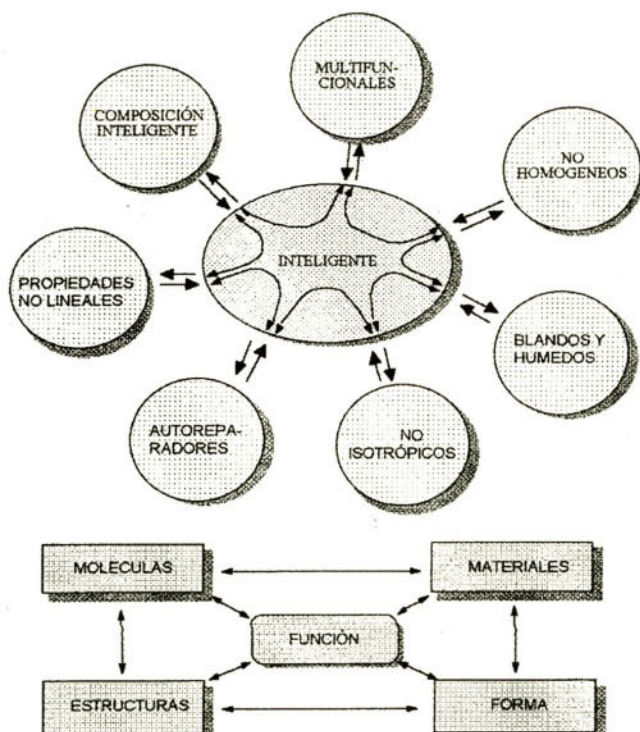 MULTIFUN-
CIONALES
COMPOSICIÓN
INTELIGENTE
NO
HOMOGENEOS
INTELIGENTE
PROPIEDADES
NO LINEALES
BLANDOS Y
HUMEDOS
AUTOREPA-
RADORES
NO
ISOTRÓPICOS
MOLECULAS
MATERIALES
FUNCIÓN
ESTRUCTURAS
FORMA